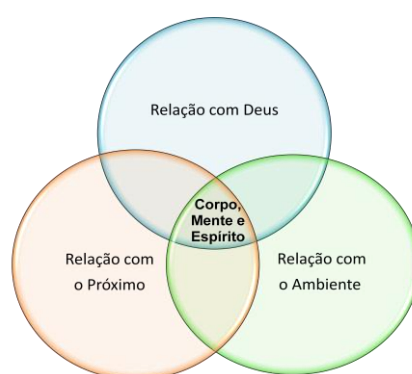 Relação com Deus
Corpo,
Mente e
Espírito
Relação com
o Próximo
Relação com
o Ambiente